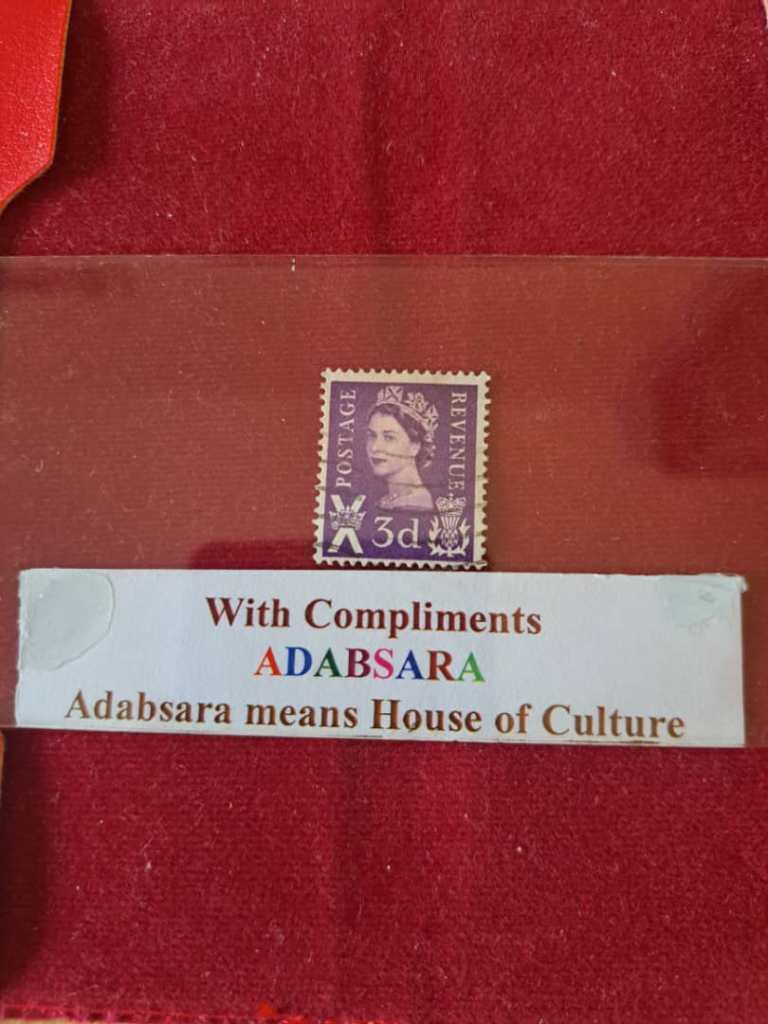 POSTAGE
REVENUE
3d
With Compliments
ADABSARA
Adabsara means House of Culture